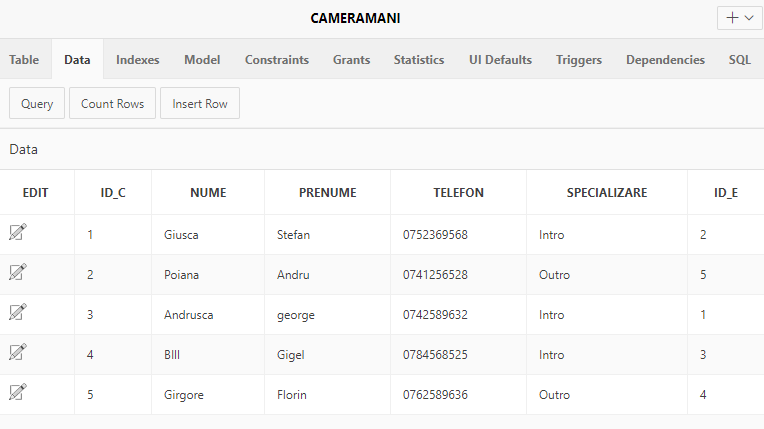 CAMERAMANI
Table Data Indexes Model Constraints Grants Statistics UI Defaults Triggers Dependencies SQL
Query Count Rows Insert Row
Data
EDIT ID_C NUME PRENUME TELEFON SPECIALIZARE ID_E
1 Giusca Stefan 0752369568 Intro 2
2 Poiana Andru 0741256528 Outro 5
3 Andrusca george 0742589632 Intro 1
4 BIll Gigel 0784568525 Intro 3
5 Girgore Florin 0762589636 Outro 4